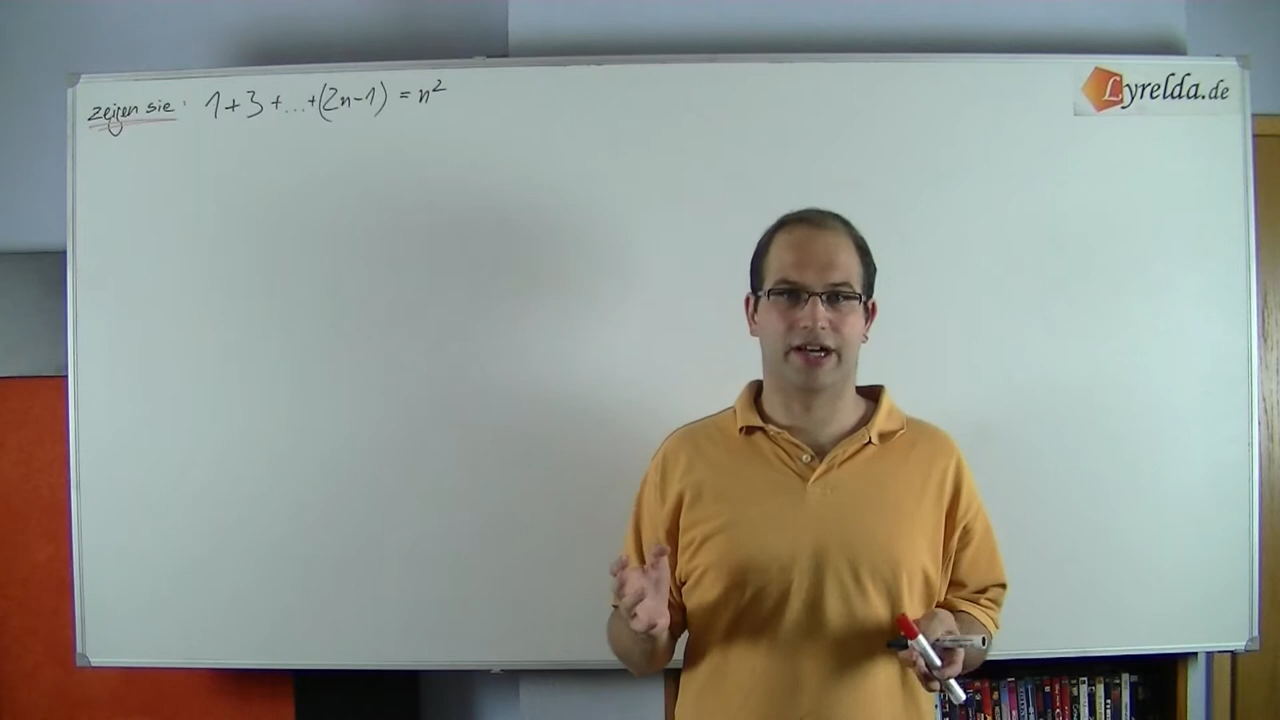 zeigen sie: 1+3+...+(2n-1) = n²
Lyrelda.de